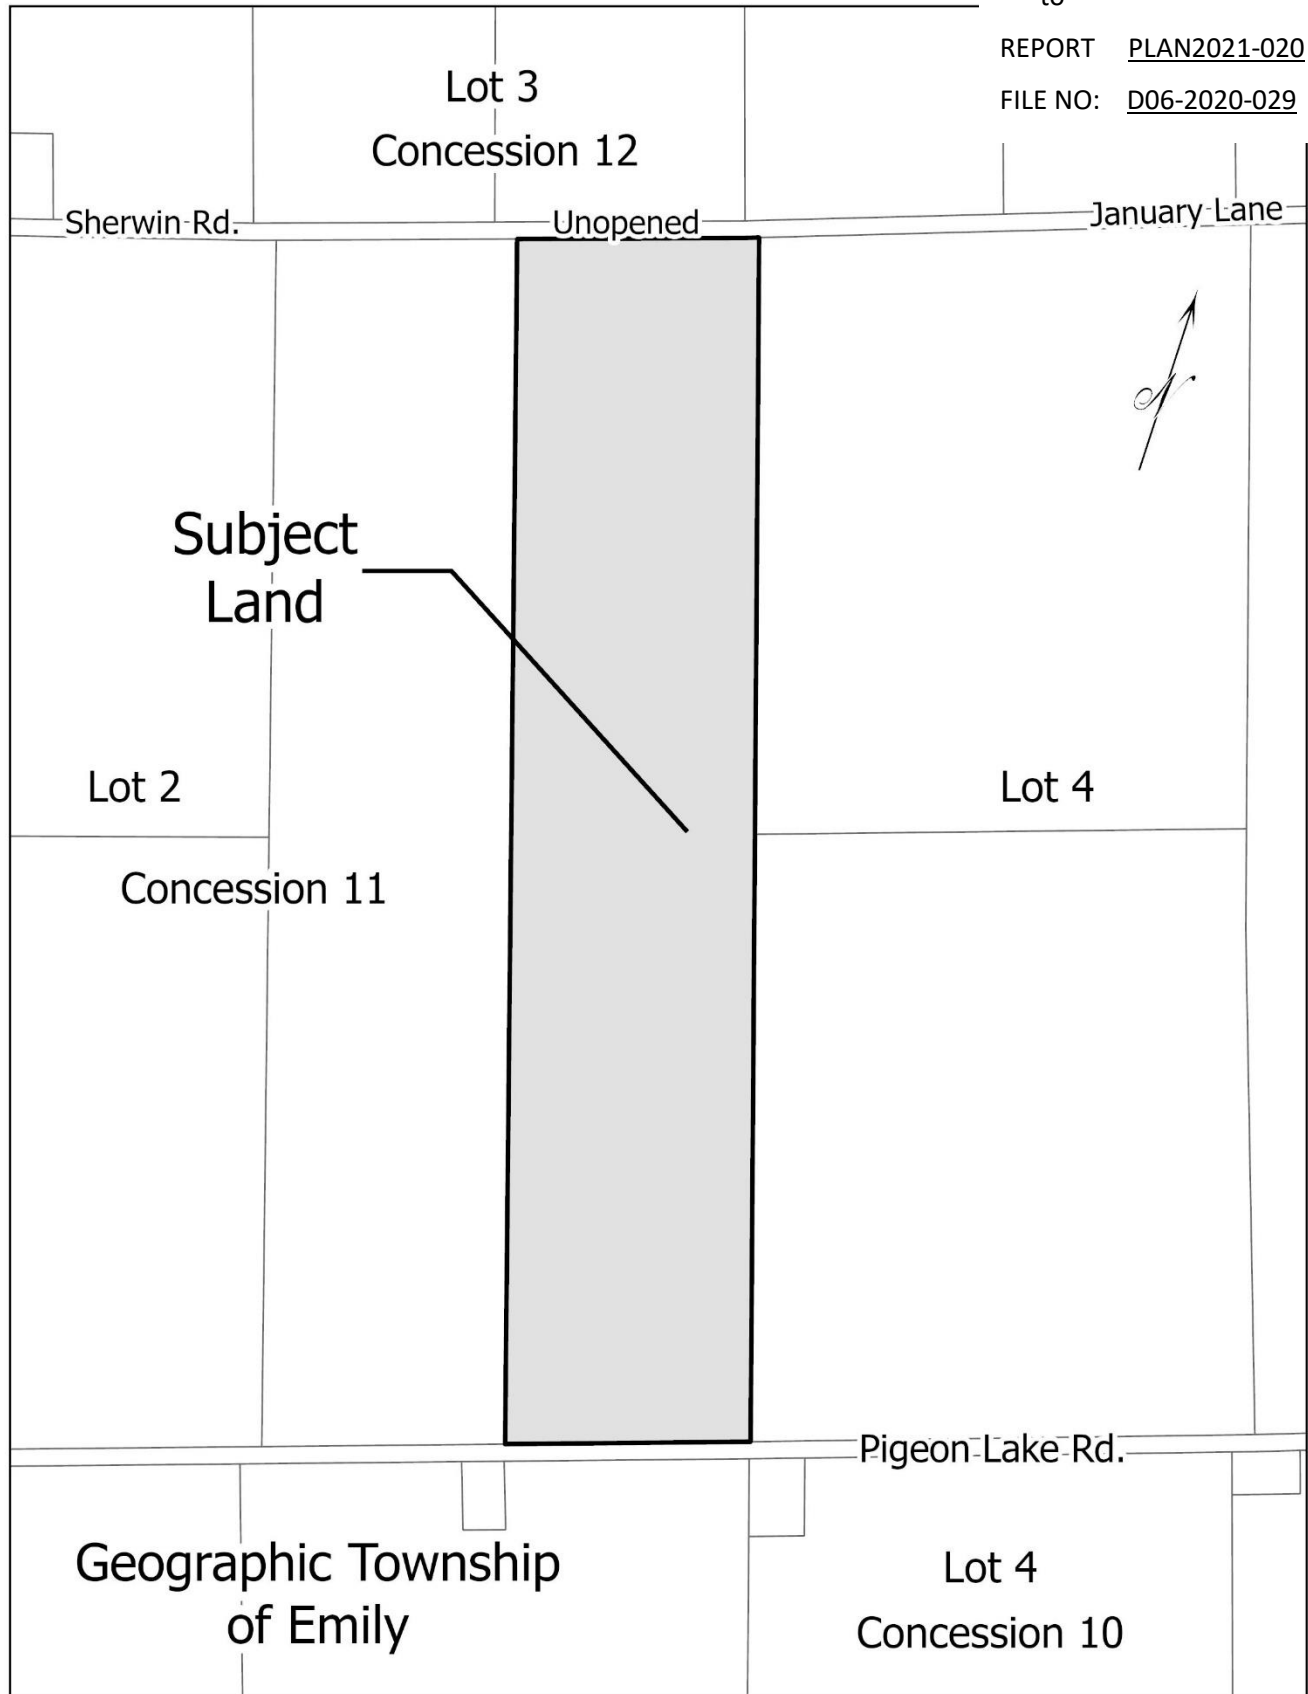 to
REPORT PLAN2021-020
FILE NO: D06-2020-029
Lot 3
Concession 12
Sherwin Rd.
Unopened
January Lane
N
Subject
Land
Lot 2
Lot 4
Concession 11
Pigeon Lake Rd.
Geographic Township
of Emily
Lot 4
Concession 10